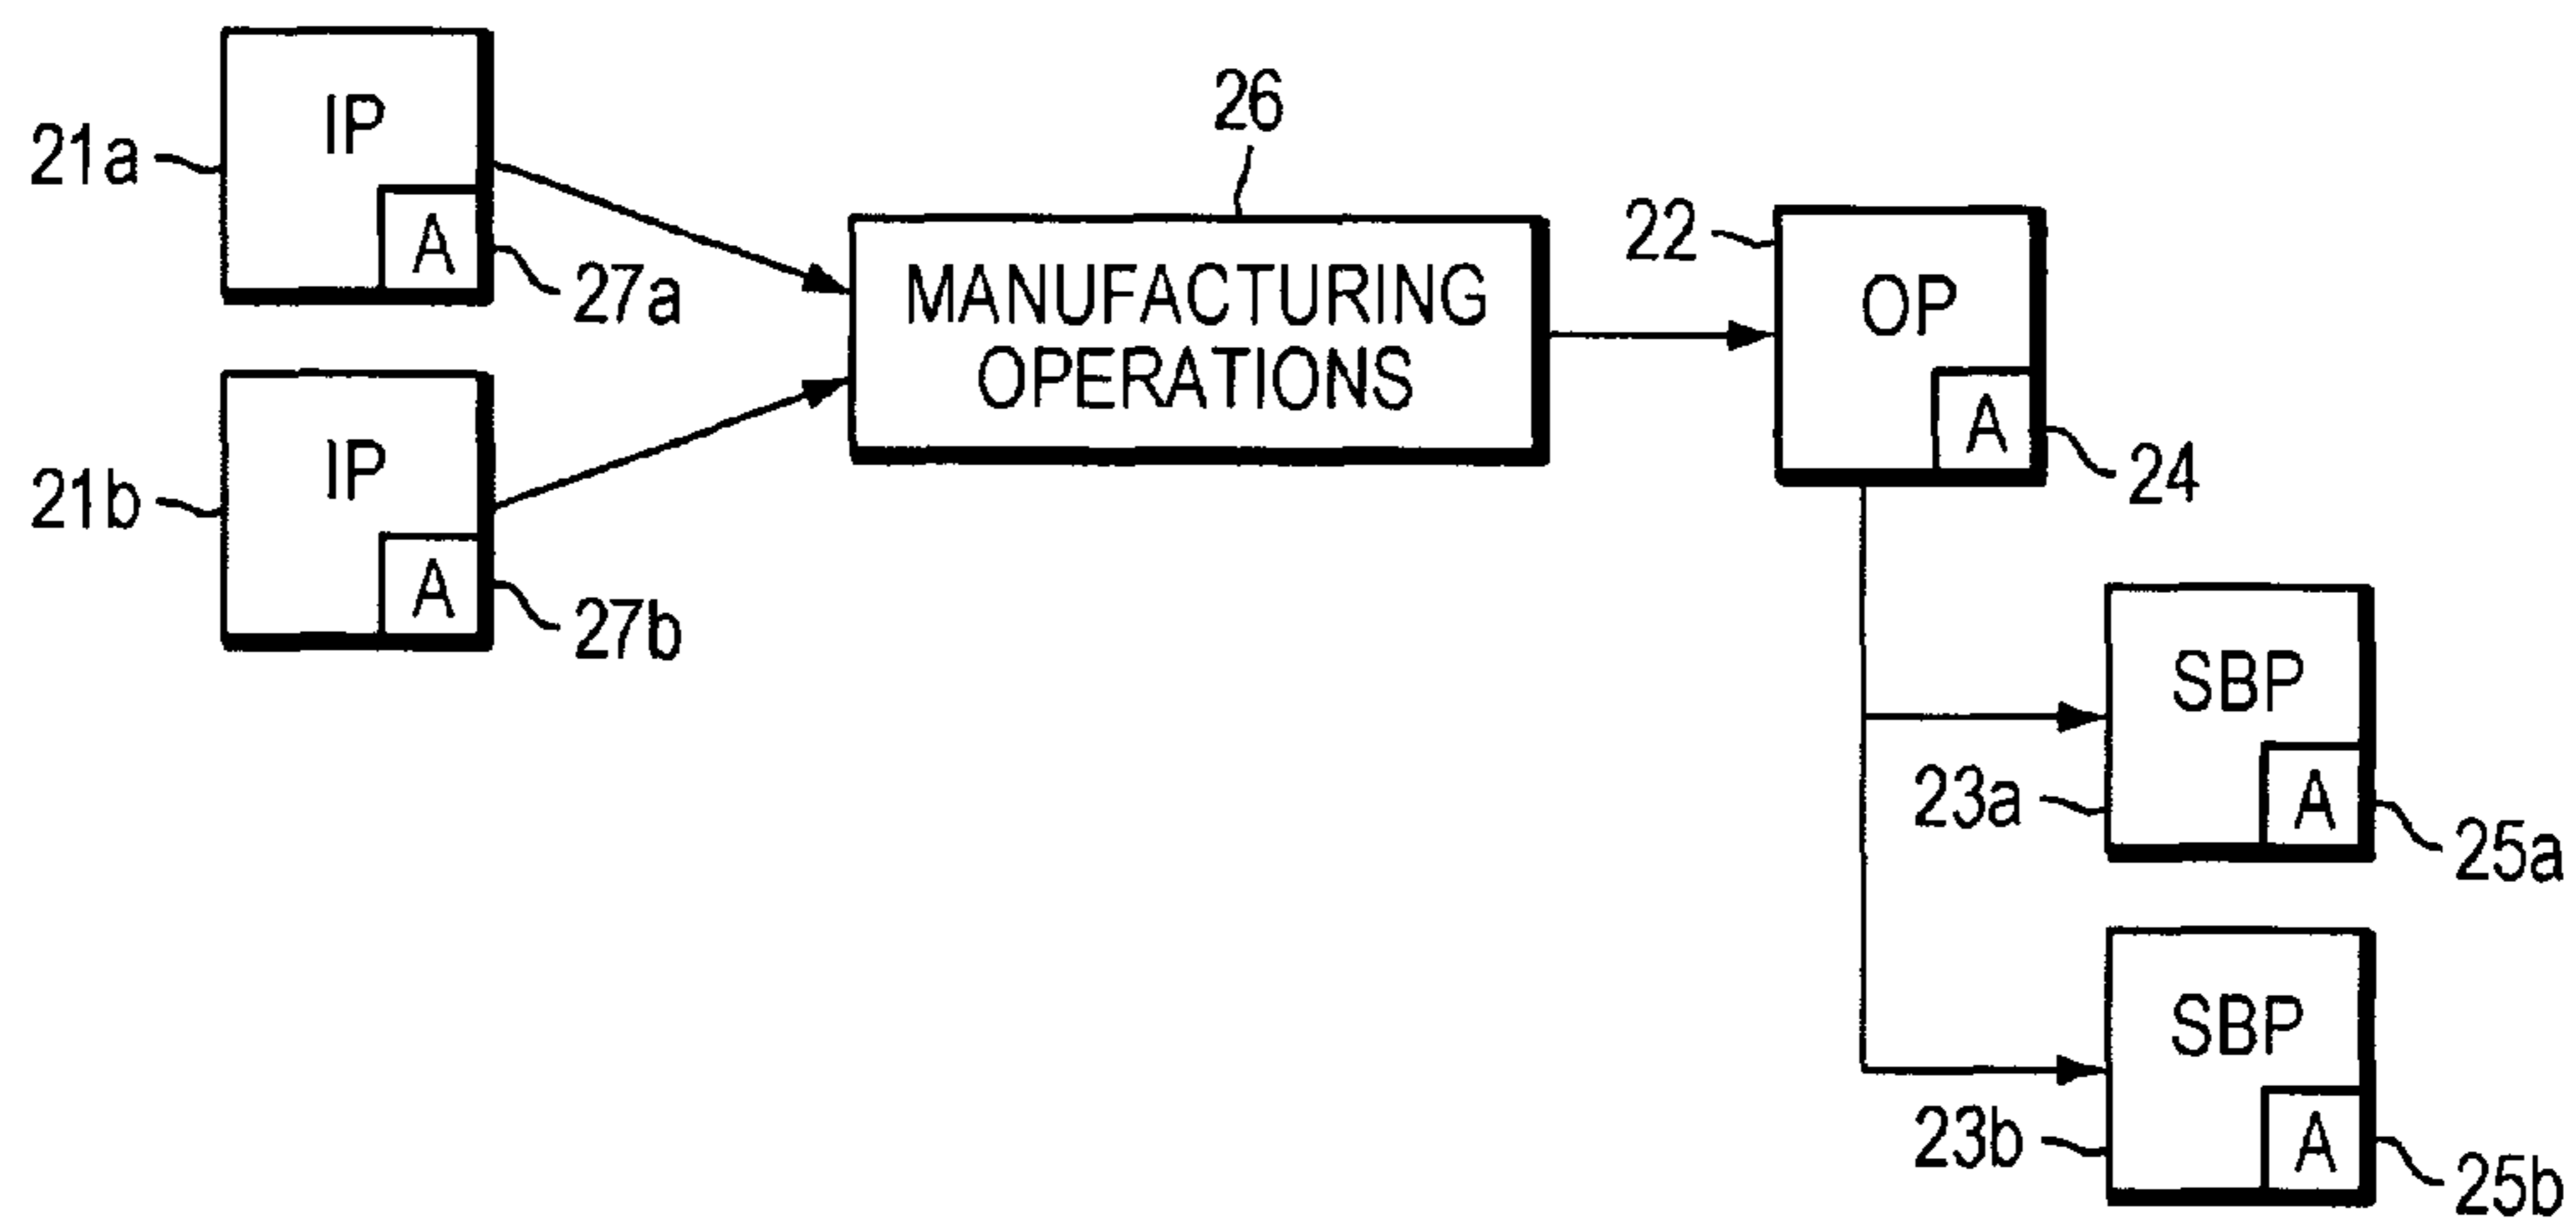 21a
IP
A
27a
21b
IP
A
27b
26
MANUFACTURING
OPERATIONS
22
OP
A
24
SBP
23a
A
25a
SBP
23b
A
25b